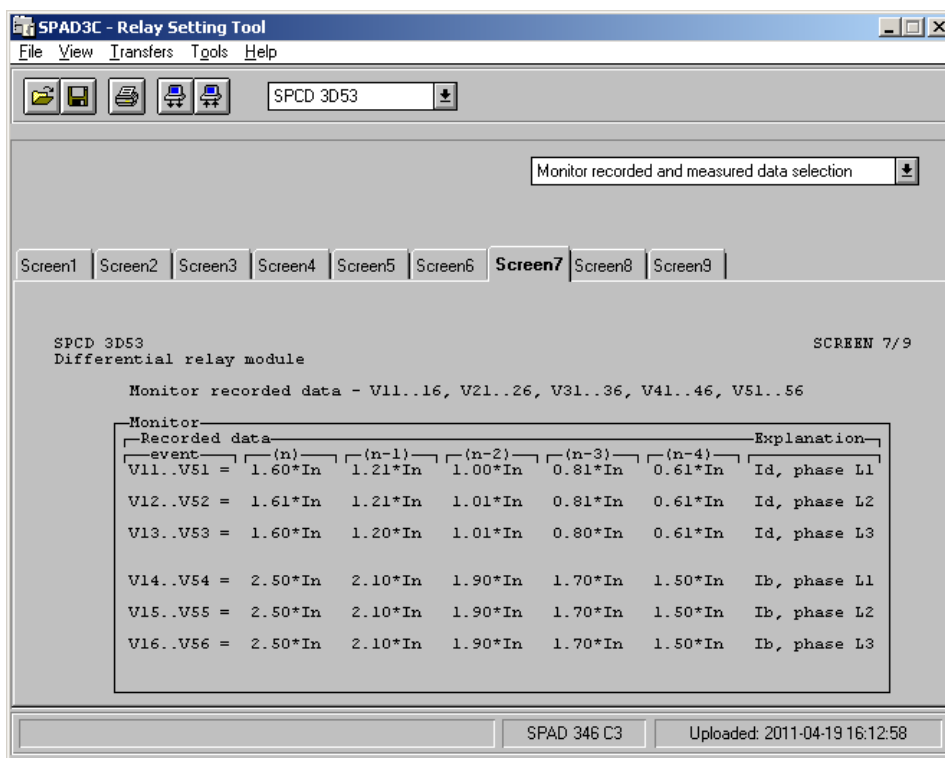 SPAD3C - Relay Setting Tool
File View Transfers Tools Help
SPCD 3D53
Monitor recorded and measured data selection
Screen1 Screen2 Screen3 Screen4 Screen5 Screen6 Screen7 Screen8 Screen9
SPCD 3D53 SCREEN 7/9
Differential relay module
Monitor recorded data - V11..16, V21..26, V31..36, V41..46, V51..56
Monitor
Recorded data Explanation
event (n) (n-1) (n-2) (n-3) (n-4)
V11..V51 = 1.60*In 1.21*In 1.00*In 0.81*In 0.61*In Id, phase L1
V12..V52 = 1.61*In 1.21*In 1.01*In 0.81*In 0.61*In Id, phase L2
V13..V53 = 1.60*In 1.20*In 1.01*In 0.80*In 0.61*In Id, phase L3
V14..V54 = 2.50*In 2.10*In 1.90*In 1.70*In 1.50*In Ib, phase L1
V15..V55 = 2.50*In 2.10*In 1.90*In 1.70*In 1.50*In Ib, phase L2
V16..V56 = 2.50*In 2.10*In 1.90*In 1.70*In 1.50*In Ib, phase L3
SPAD 346 C3 Uploaded: 2011-04-19 16:12:58